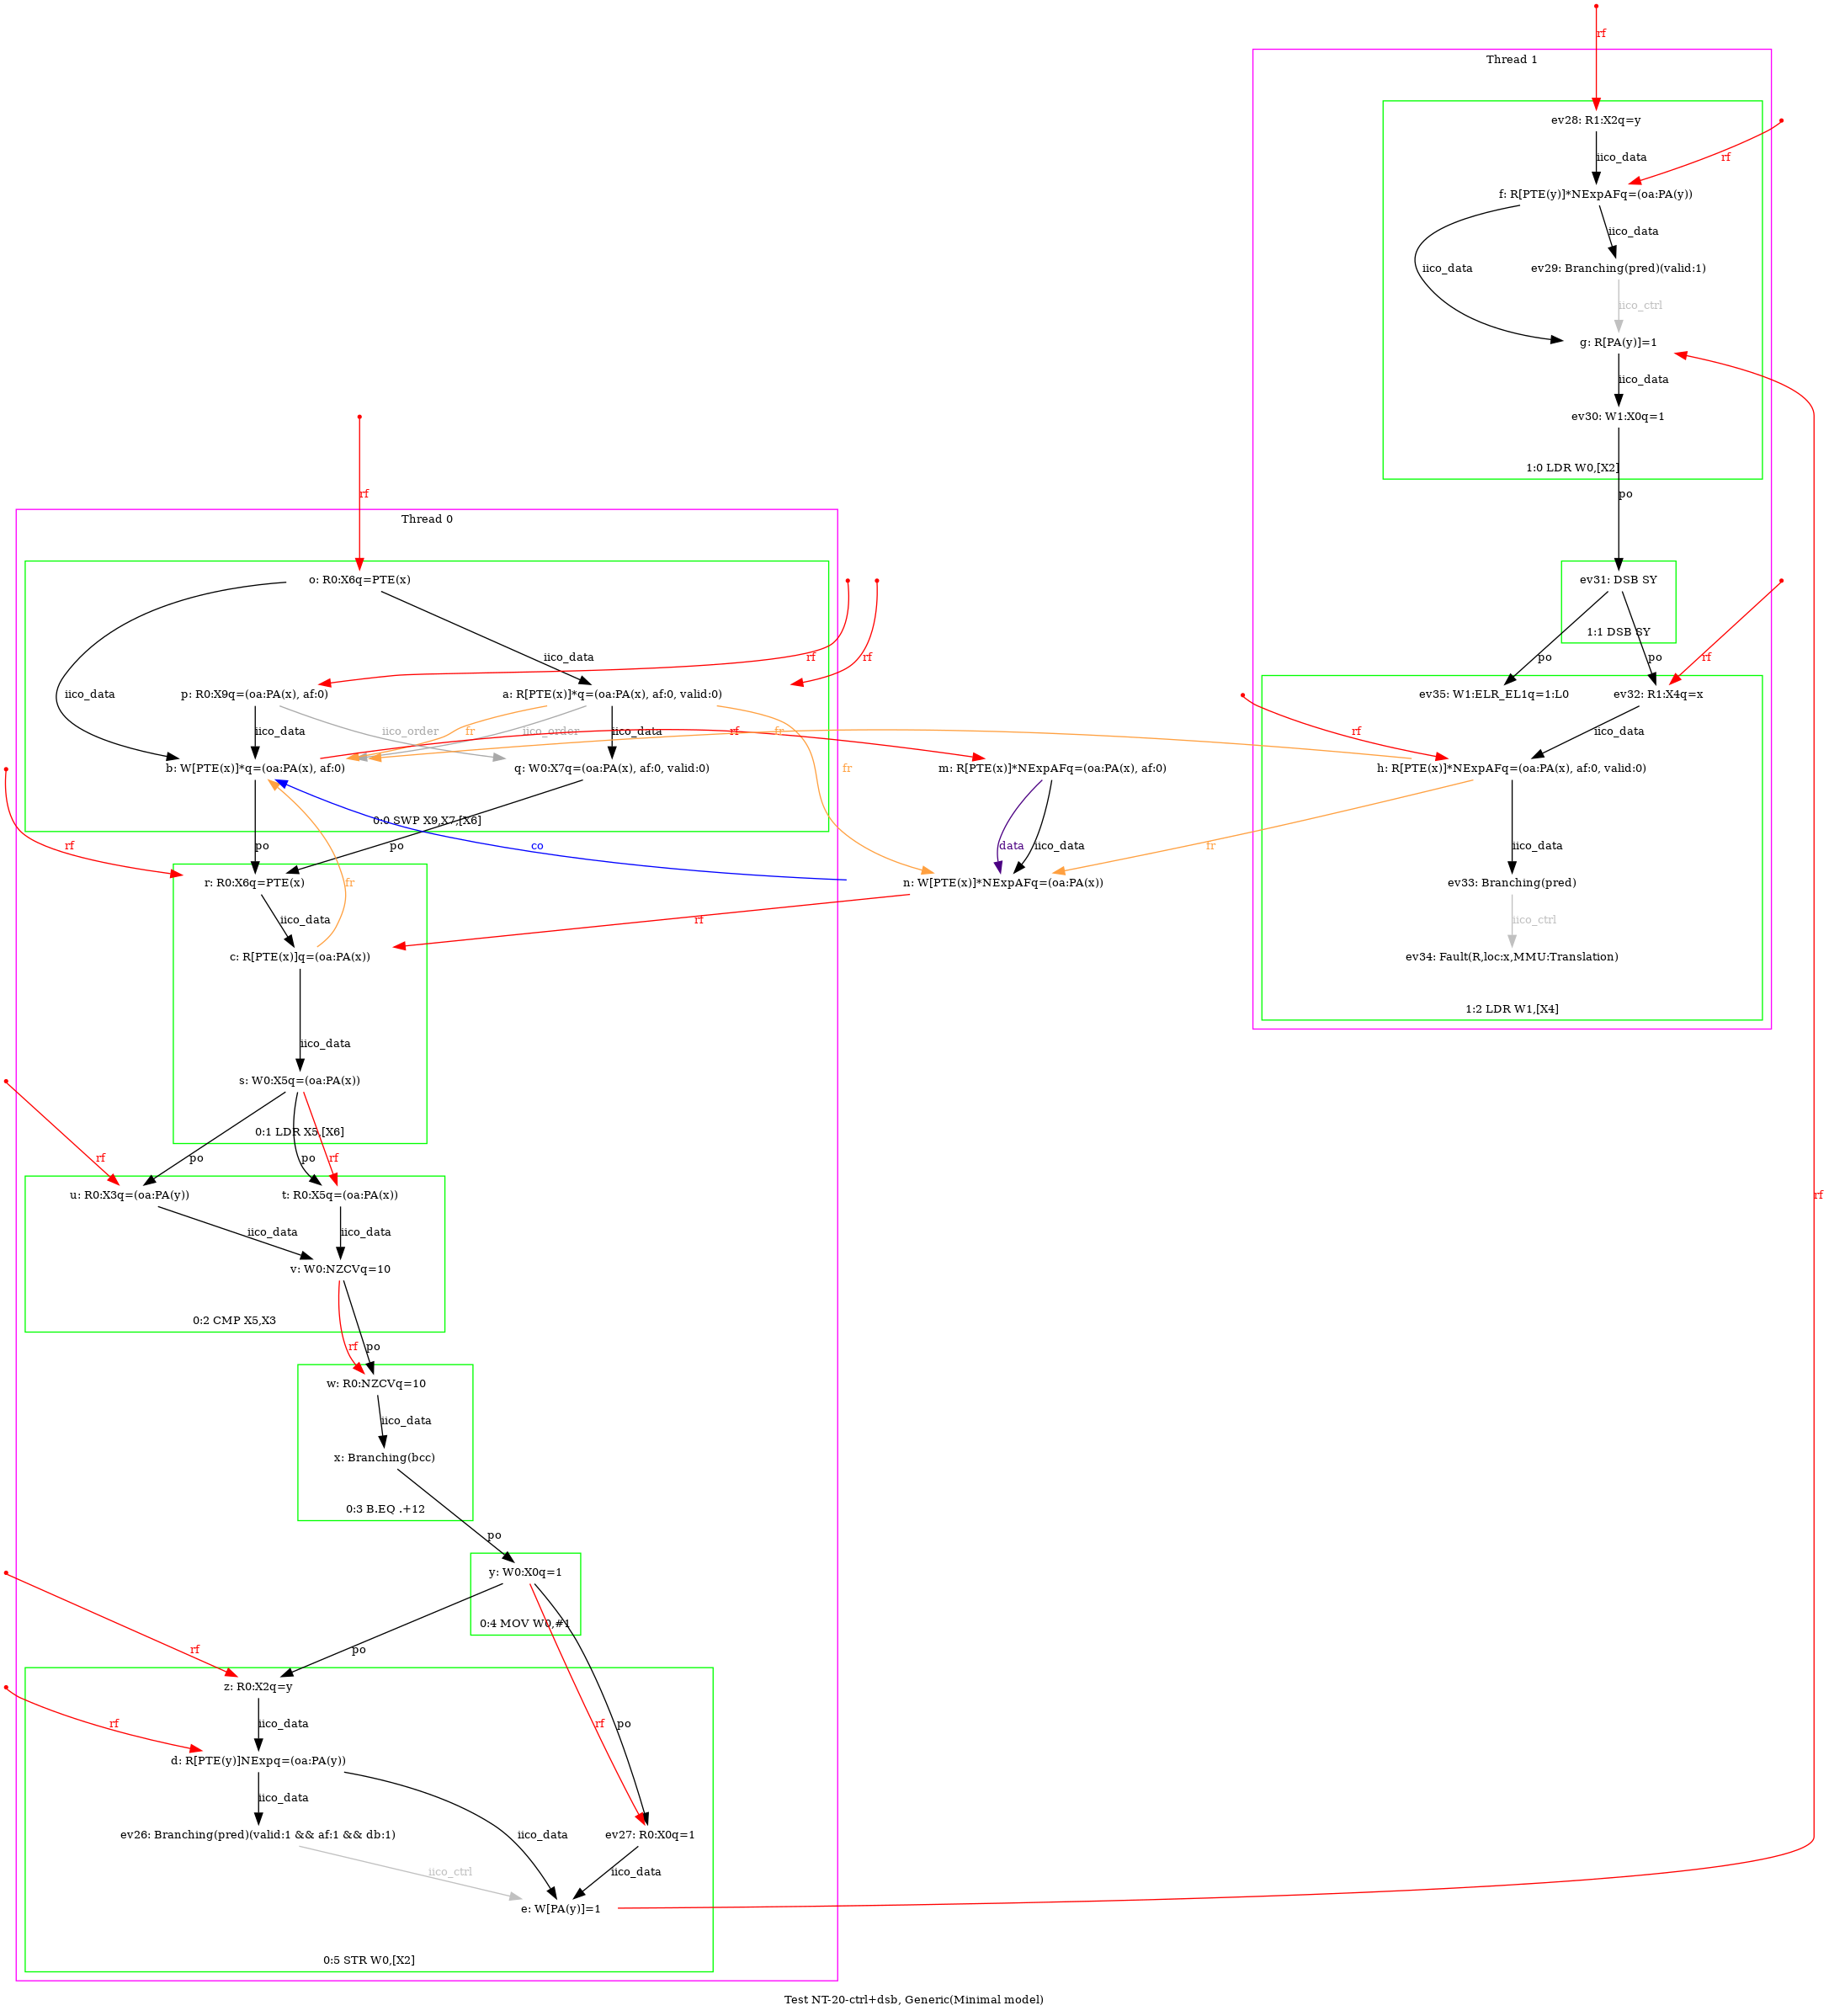 rf
Thread 1
ev28: R1:X2q=y
iico_data
rf
f: R[PTE(y)]*NExpAFq=(oa:PA(y))
iico_data
iico_data
ev29: Branching(pred)(valid:1)
iico_ctrl
g: R[PA(y)]=1
iico_data
ev30: W1:X0q=1
1:0 LDR W0,[X2]
po
rf
Thread 0
o: R0:X6q=PTE(x)
ev31: DSB SY
1:1 DSB SY
iico_data
iico_data
rf
rf
po
po
rf
p: R0:X9q=(oa:PA(x), af:0)
a: R[PTE(x)]*q=(oa:PA(x), af:0, valid:0)
ev35: W1:ELR_EL1q=1:L0
ev32: R1:X4q=x
iico_data
iico_order
fr
iico_order
iico_data
rf
fr
fr
rf
iico_data
b: W[PTE(x)]*q=(oa:PA(x), af:0)
q: W0:X7q=(oa:PA(x), af:0, valid:0)
m: R[PTE(x)]*NExpAFq=(oa:PA(x), af:0)
h: R[PTE(x)]*NExpAFq=(oa:PA(x), af:0, valid:0)
0:0 SWP X9,X7,[X6]
rf
po
po
co
data
iico_data
fr
iico_data
r: R0:X6q=PTE(x)
fr
n: W[PTE(x)]*NExpAFq=(oa:PA(x))
ev33: Branching(pred)
iico_data
rf
iico_ctrl
c: R[PTE(x)]q=(oa:PA(x))
ev34: Fault(R,loc:x,MMU:Translation)
1:2 LDR W1,[X4]
iico_data
s: W0:X5q=(oa:PA(x))
0:1 LDR X5,[X6]
rf
po
po
rf
u: R0:X3q=(oa:PA(y))
t: R0:X5q=(oa:PA(x))
rf
iico_data
iico_data
v: W0:NZCVq=10
0:2 CMP X5,X3
rf
po
w: R0:NZCVq=10
iico_data
x: Branching(bcc)
0:3 B.EQ .+12
po
y: W0:X0q=1
0:4 MOV W0,#1
rf
po
z: R0:X2q=y
rf
iico_data
rf
po
d: R[PTE(y)]NExpq=(oa:PA(y))
iico_data
iico_data
ev26: Branching(pred)(valid:1 && af:1 && db:1)
ev27: R0:X0q=1
iico_ctrl
iico_data
e: W[PA(y)]=1
0:5 STR W0,[X2]
Test NT-20-ctrl+dsb, Generic(Minimal model)